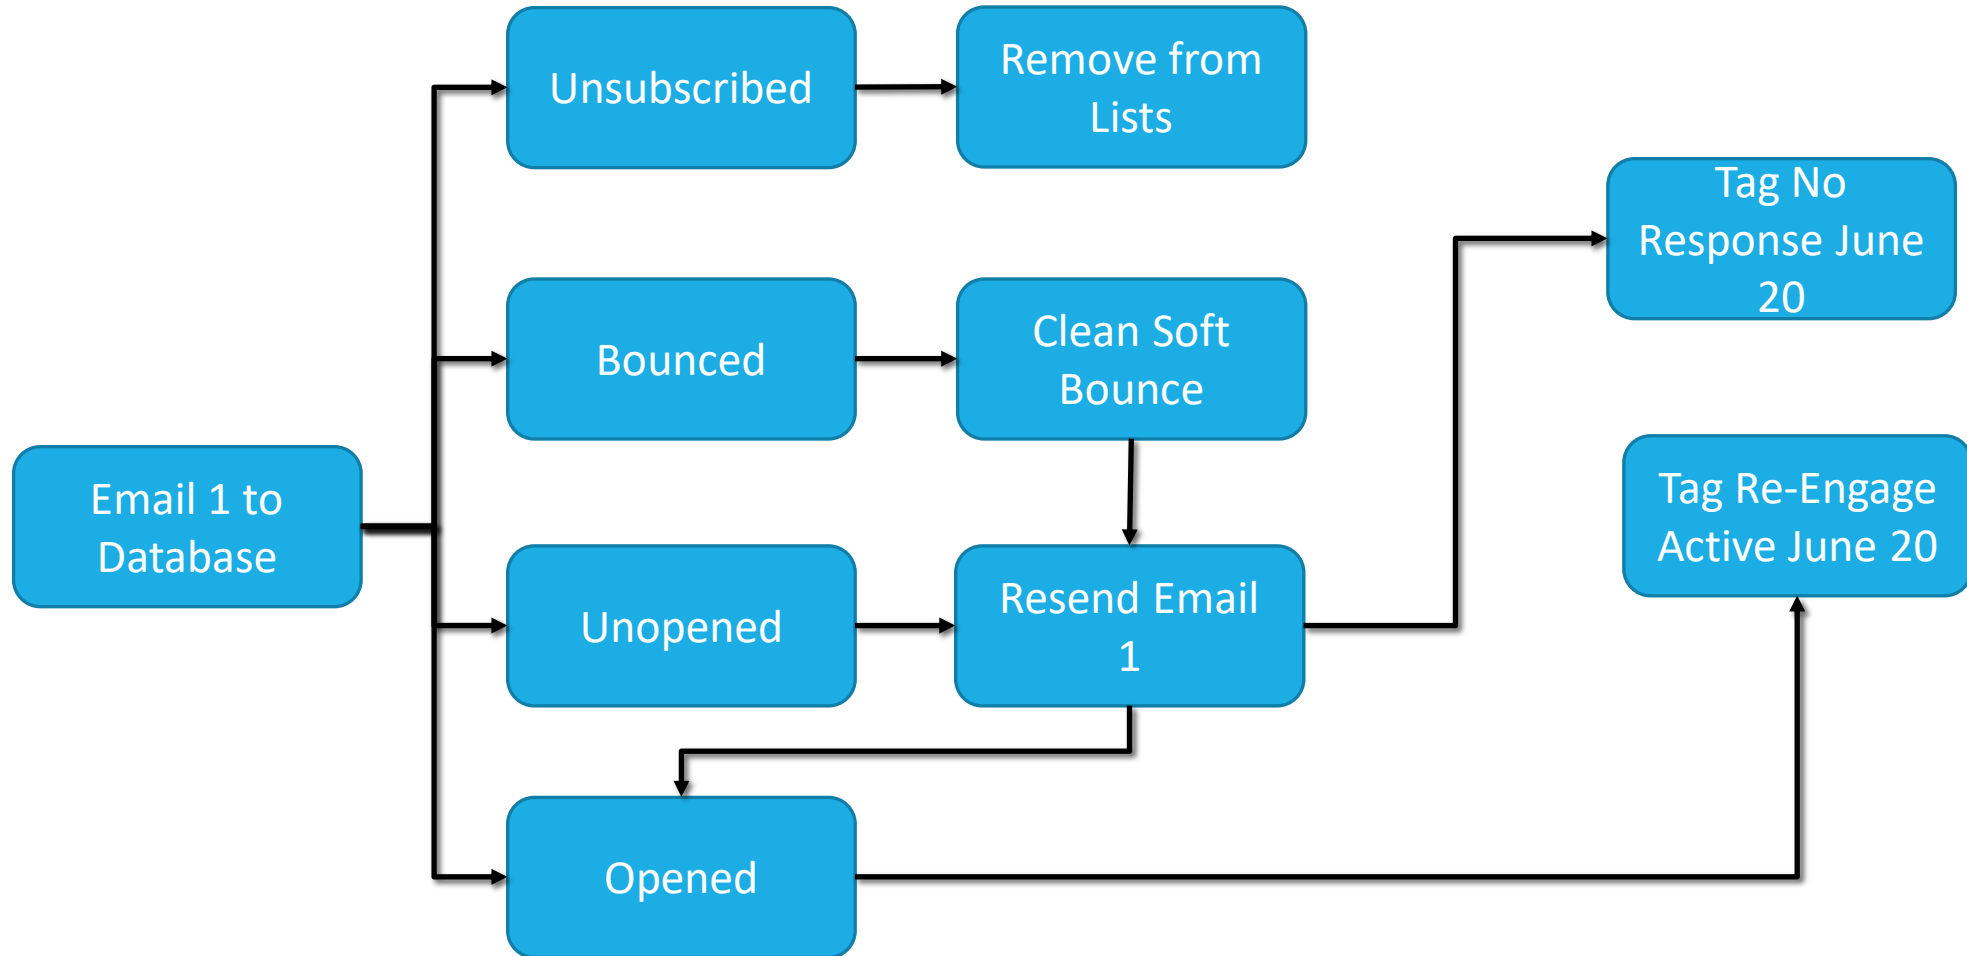 Unsubscribed
Remove from
Lists
Tag No
Response June
20
Bounced
Clean Soft
Bounce
Email 1 to
Database
Tag Re-Engage
Active June 20
Unopened
Resend Email
1
Opened